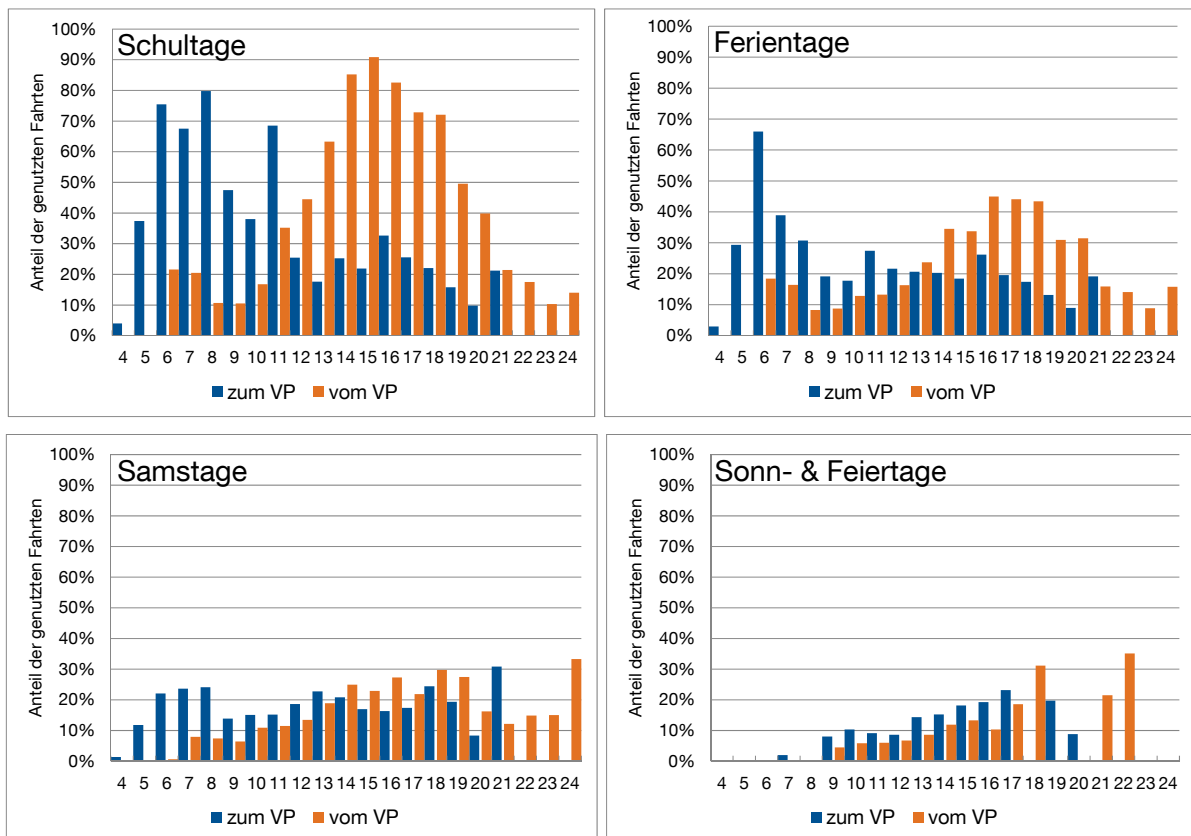 Schultage
Anteil der genutzten Fahrten
100%
90%
80%
70%
60%
50%
40%
30%
20%
10%
0%
4 5 6 7 8 9 10 11 12 13 14 15 16 17 18 19 20 21 22 23 24
zum VP vom VP
Ferientage
Anteil der genutzten Fahrten
100%
90%
80%
70%
60%
50%
40%
30%
20%
10%
0%
4 5 6 7 8 9 10 11 12 13 14 15 16 17 18 19 20 21 22 23 24
zum VP vom VP
Samstage
Anteil der genutzten Fahrten
100%
90%
80%
70%
60%
50%
40%
30%
20%
10%
0%
4 5 6 7 8 9 10 11 12 13 14 15 16 17 18 19 20 21 22 23 24
zum VP vom VP
Sonn- & Feiertage
Anteil der genutzten Fahrten
100%
90%
80%
70%
60%
50%
40%
30%
20%
10%
0%
4 5 6 7 8 9 10 11 12 13 14 15 16 17 18 19 20 21 22 23 24
zum VP vom VP